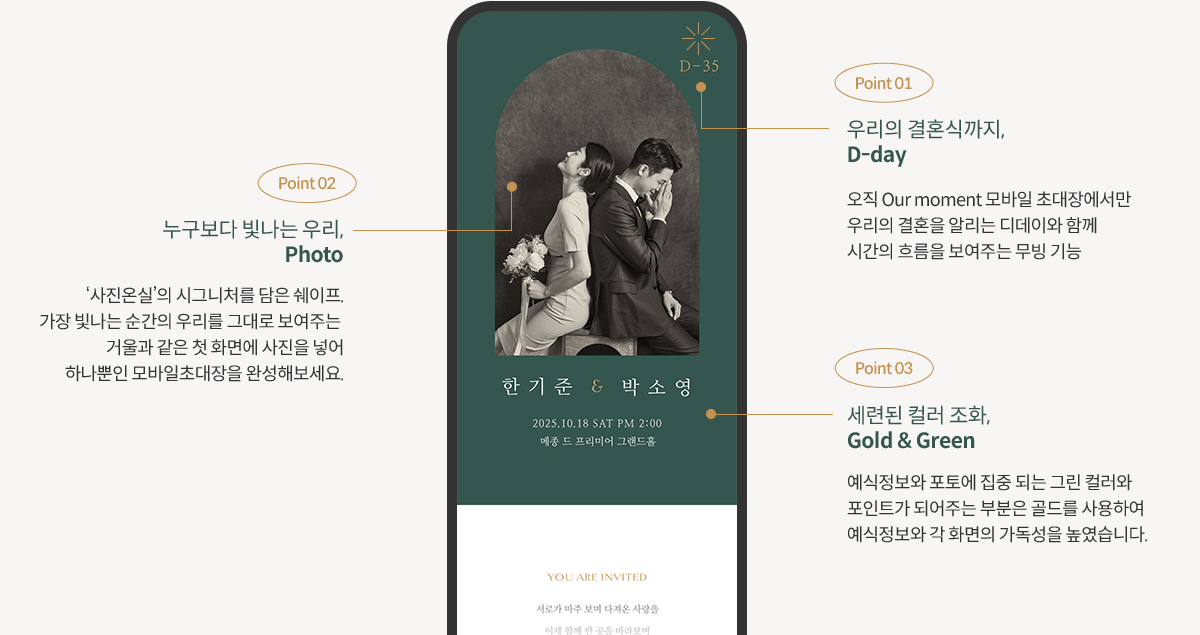 D-35
Point 01
우리의 결혼식까지,
D-day
오직 Our moment 모바일 초대장에서만
우리의 결혼을 알리는 디데이와 함께
시간의 흐름을 보여주는 무빙 기능
Point 02
누구보다 빛나는 우리,
Photo
‘사진온실’의 시그니처를 담은 쉐이프.
가장 빛나는 순간의 우리를 그대로 보여주는
거울과 같은 첫 화면에 사진을 넣어
하나뿐인 모바일초대장을 완성해보세요.
한기준 & 박소영
2025.10.18 SAT PM 2:00
메종 드 프리미어 그랜드홀
Point 03
세련된 컬러 조화,
Gold & Green
예식정보와 포토에 집중 되는 그린 컬러와
포인트가 되어주는 부분은 골드를 사용하여
예식정보와 각 화면의 가독성을 높였습니다.
YOU ARE INVITED
서로가 마주 보며 다져온 사랑을
이제 함께 한 곳을 바라보며